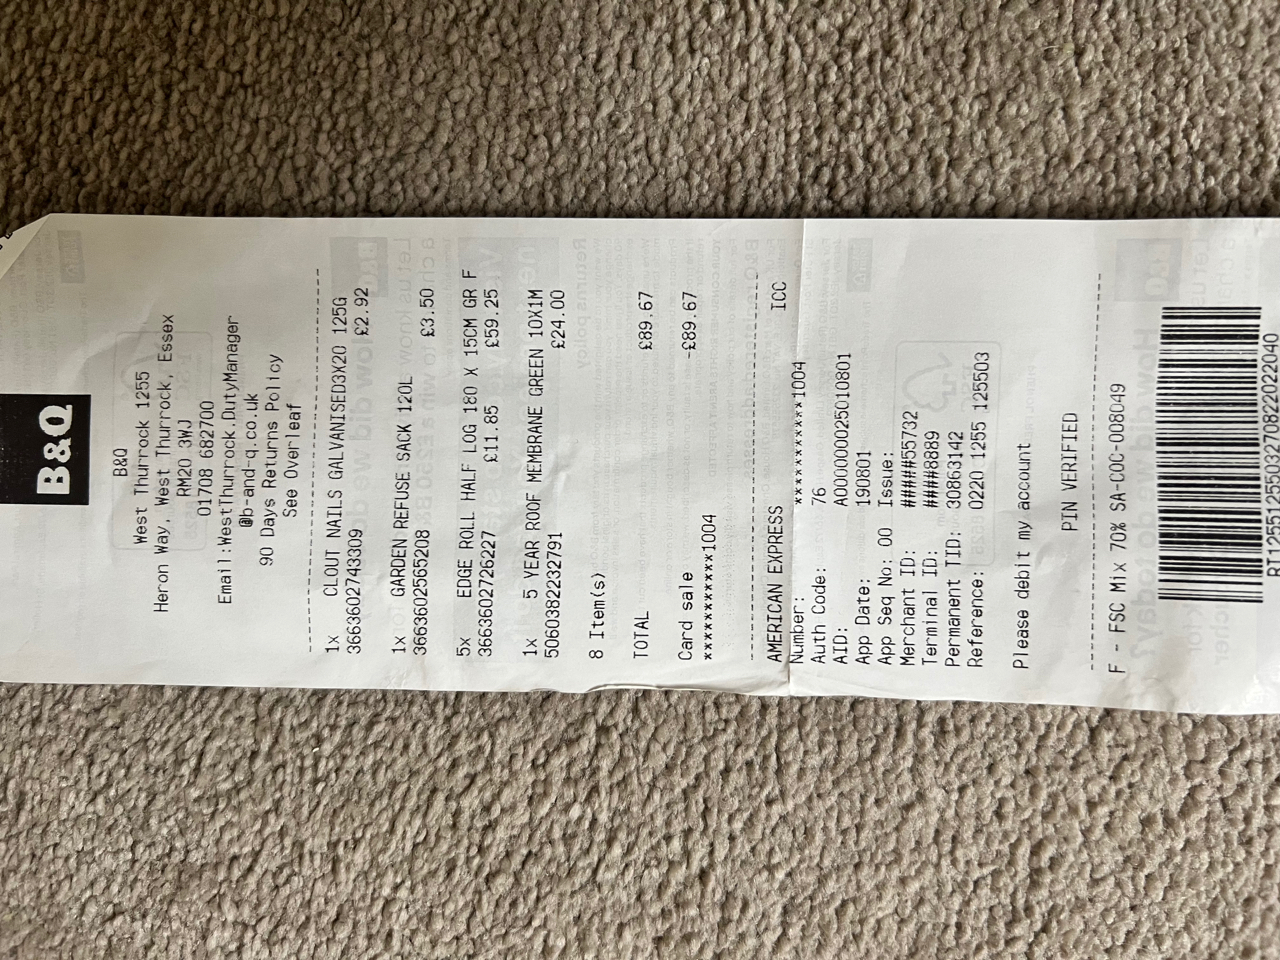 B&Q
B&Q
West Thurrock 1255
Heron Way, West Thurrock, Essex
RM20 3WJ
01708 682700
Email:WestThurrock.DutyManager
@b-and-q.co.uk
90 Days Returns Policy
See Overleaf
1x CLOUT NAILS GALVANISED3X20 125G
3663602743309 £2.92
1x GARDEN REFUSE SACK 120L
3663602565208 £3.50
5x EDGE ROLL HALF LOG 180 X 15CM GR F
3663602726227 £11.85 £59.25
1x 5 YEAR ROOF MEMBRANE GREEN 10X1M
5060382232791 £24.00
8 Item(s)
TOTAL £89.67
Card sale -£89.67
***********1004
AMERICAN EXPRESS ICC
Number: ***********1004
Auth Code: 76
AID: A000000025010801
App Date: 190801
App Seq No: 00 Issue:
Merchant ID: #####55732
Terminal ID: ####8889
Permanent TID: 30863142
Reference: 0220 1255 125503
Please debit my account
PIN VERIFIED
F - FSC Mix 70% SA-COC-008049
RT1255125503270822022040